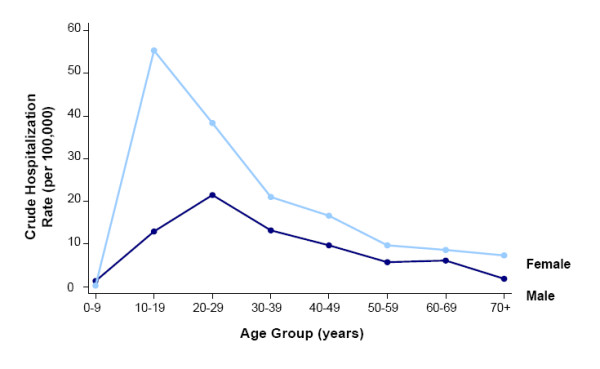 60
50
40
30
20
10
0
Crude Hospitalization
Rate (per 100,000)
0-9 10-19 20-29 30-39 40-49 50-59 60-69 70+
Age Group (years)
Female
Male